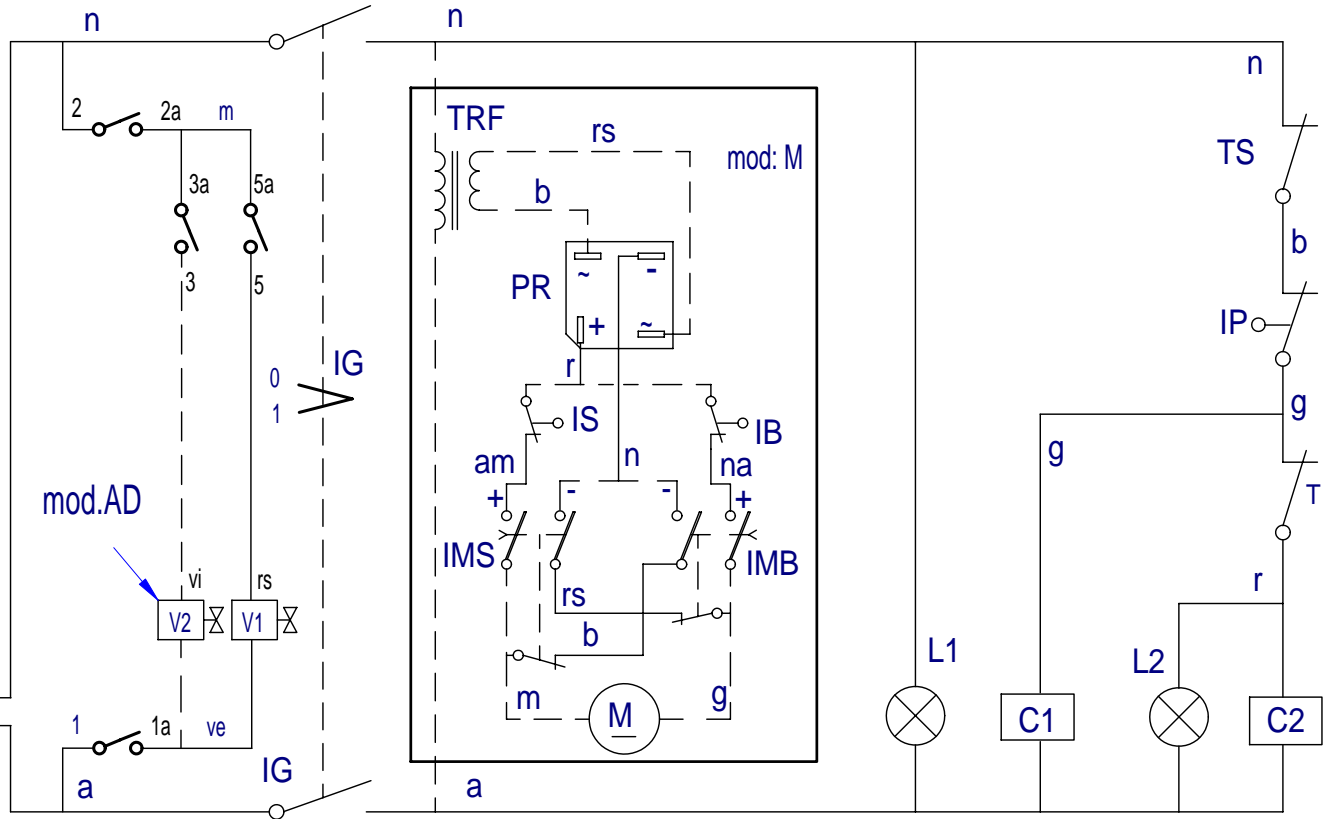 n
n
n
2
2a
m
TRF
rs
mod: M
TS
3a
5a
b
b
~
-
3
5
PR
+
~
IP
0
IG
r
1
IS
IB
g
g
am
n
na
mod.AD
+
-
-
+
T
IMS
IMB
vi
rs
rs
r
V2
V1
b
L1
L2
m
g
M
C1
C2
1
1a
ve
IG
a
a